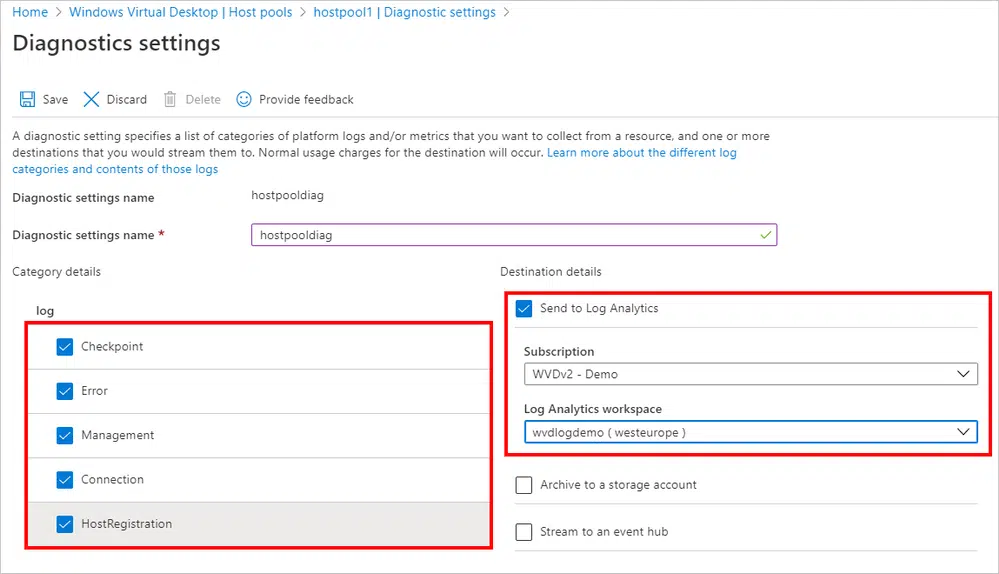 Home > Windows Virtual Desktop | Host pools > hostpool1 | Diagnostic settings >
Diagnostics settings
Save Discard Delete Provide feedback
A diagnostic setting specifies a list of categories of platform logs and/or metrics that you want to collect from a resource, and one or more
destinations that you would stream them to. Normal usage charges for the destination will occur. Learn more about the different log
categories and contents of those logs
Diagnostic settings name hostpooldiag
Diagnostic settings name * hostpooldiag
Category details
log
Checkpoint
Error
Management
Connection
HostRegistration
Destination details
Send to Log Analytics
Subscription
WVDv2 - Demo
Log Analytics workspace
wvdlogdemo ( westeurope )
Archive to a storage account
Stream to an event hub